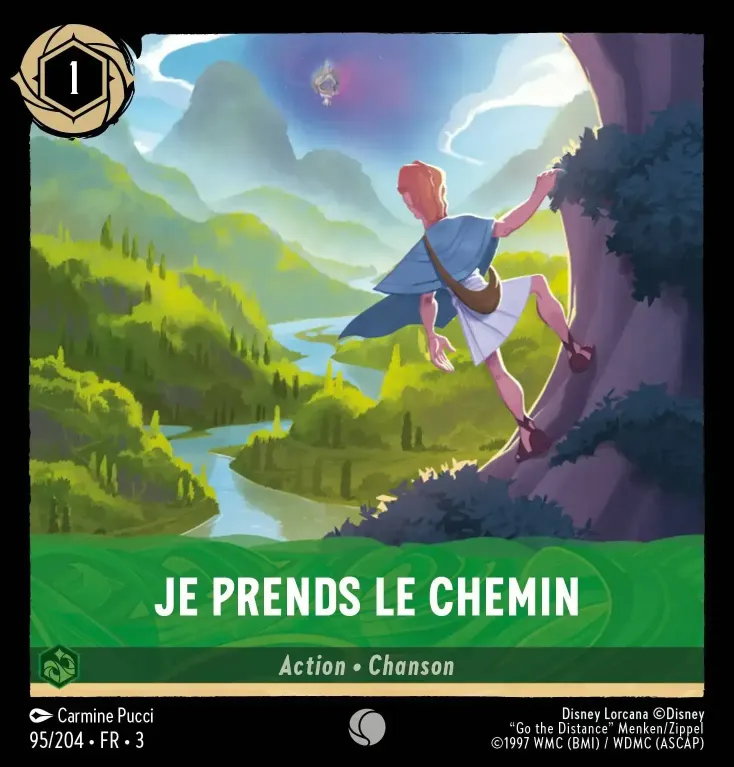 1
JE PRENDS LE CHEMIN
Action • Chanson
Carmine Pucci
95/204 • FR • 3
Disney Lorcana ©Disney
“Go the Distance” Menken/Zippel
©1997 WMC (BMI) / WDMC (ASCAP)